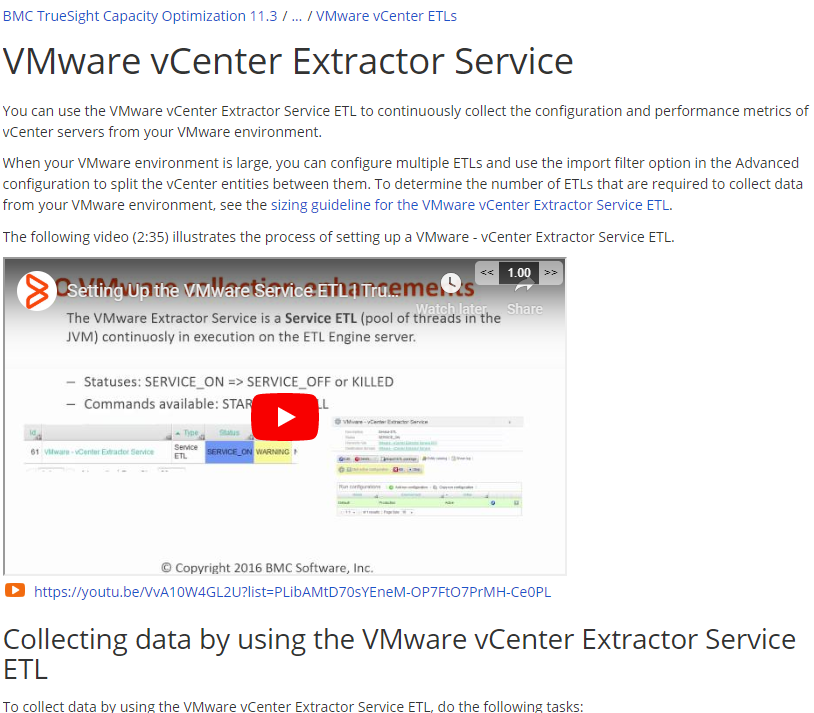 BMC TrueSight Capacity Optimization 11.3 / ... / VMware vCenter ETLs
VMware vCenter Extractor Service
You can use the VMware vCenter Extractor Service ETL to continuously collect the configuration and performance metrics of
vCenter servers from your VMware environment.
When your VMware environment is large, you can configure multiple ETLs and use the import filter option in the Advanced
configuration to split the vCenter entities between them. To determine the number of ETLs that are required to collect data
from your VMware environment, see the sizing guideline for the VMware vCenter Extractor Service ETL.
The following video (2:35) illustrates the process of setting up a VMware - vCenter Extractor Service ETL.
<< 1.00 >>
Setting Up the VMware Service ETL | Tru...
VMware collection enhancements
Watch later Share
The VMware Extractor Service is a Service ETL (pool of threads in the
JVM) continuosly in execution on the ETL Engine server.
– Statuses: SERVICE_ON => SERVICE_OFF or KILLED
– Commands available:
Id Type Status
61 VMware - vCenter Extractor Service Service ETL SERVICE_ON WARNING
VMware - vCenter Extractor Service
Run configurations
© Copyright 2016 BMC Software, Inc.
https://youtu.be/VvA10W4GL2U?list=PLibAMtD70sYEneM-OP7FtO7PrMH-Ce0PL
Collecting data by using the VMware vCenter Extractor Service
ETL
To collect data by using the VMware vCenter Extractor Service ETL, do the following tasks: